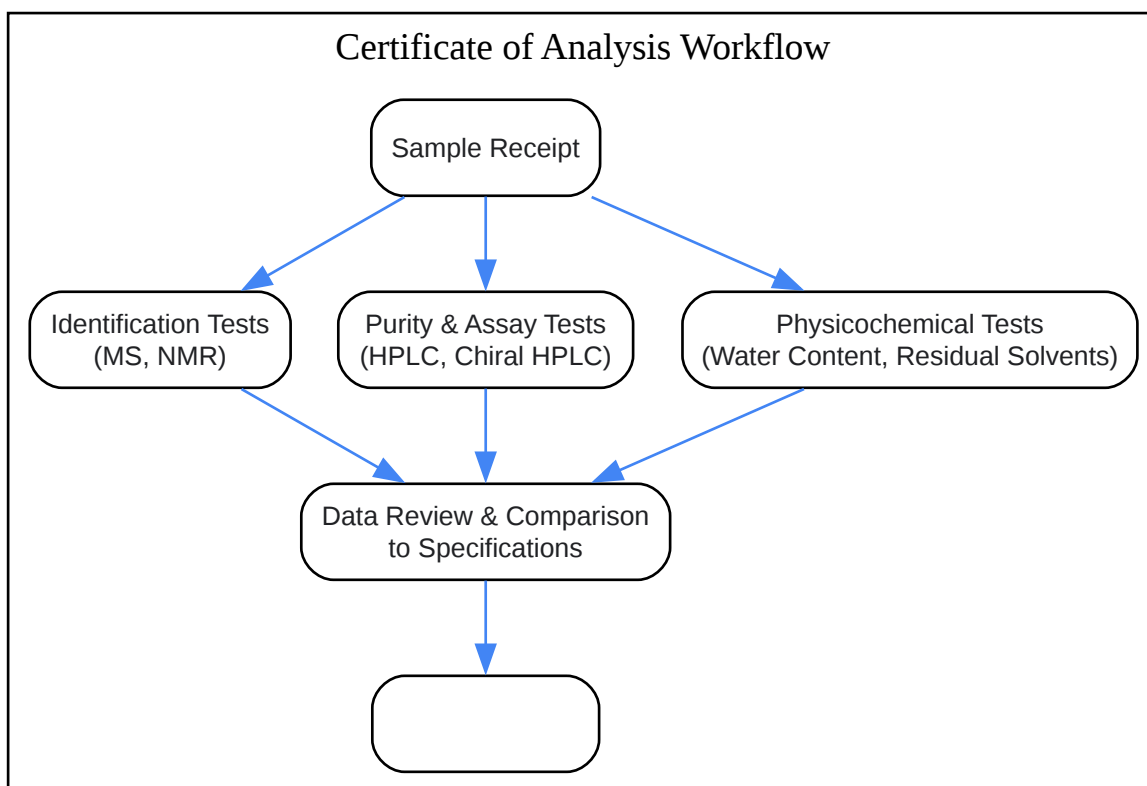 Certificate of Analysis Workflow
Sample Receipt
Identification Tests
(MS, NMR)
Purity & Assay Tests
(HPLC, Chiral HPLC)
Physicochemical Tests
(Water Content, Residual Solvents)
Data Review & Comparison
to Specifications